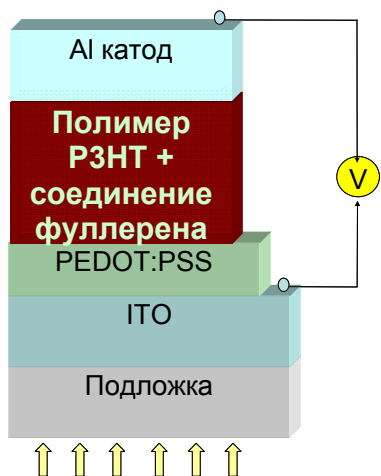 Al катод
Полимер
P3HT +
соединение
фуллерена
V
PEDOT:PSS
ITO
Подложка